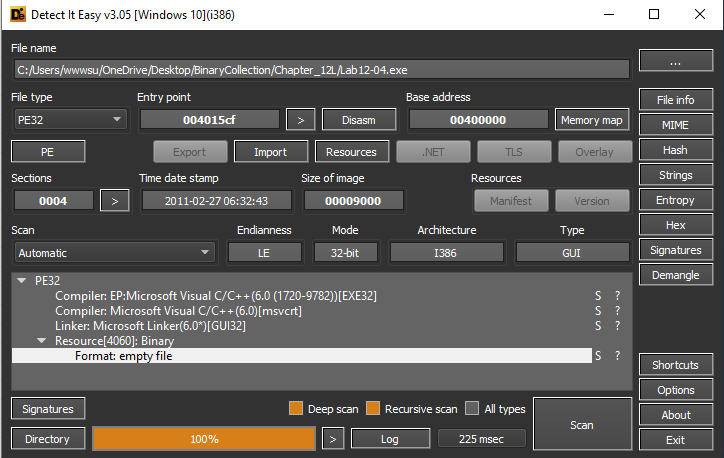 Detect It Easy v3.05 [Windows 10](i386)
File name
C:/Users/wwwsu/OneDrive/Desktop/BinaryCollection/Chapter_12L/Lab12-04.exe
...
File type
Entry point
Base address
File info
PE32
004015cf
>
Disasm
00400000
Memory map
MIME
PE
Export
Import
Resources
.NET
TLS
Overlay
Hash
Sections
Time date stamp
Size of image
Resources
Strings
0004
>
2011-02-27 06:32:43
00009000
Manifest
Version
Entropy
Hex
Scan
Endianness
Mode
Architecture
Type
Automatic
LE
32-bit
I386
GUI
Signatures
Demangle
PE32
Compiler: EP:Microsoft Visual C/C++(6.0 (1720-9782))[EXE32] S ?
Compiler: Microsoft Visual C/C++(6.0)[msvcrt] S ?
Linker: Microsoft Linker(6.0*)[GUI32] S ?
Resource[4060]: Binary
Format: empty file S ?
Shortcuts
Options
Signatures
Deep scan
Recursive scan
All types
Scan
About
Directory
100%
>
Log
225 msec
Exit